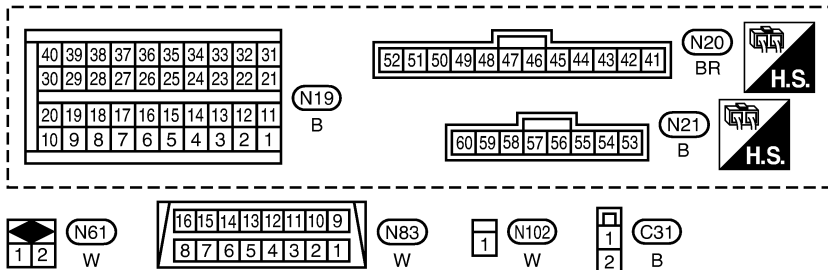 40 39 38 37 36 35 34 33 32 31
30 29 28 27 26 25 24 23 22 21
20 19 18 17 16 15 14 13 12 11
10 9 8 7 6 5 4 3 2 1
N19
B
52 51 50 49 48 47 46 45 44 43 42 41
N20
BR
H.S.
60 59 58 57 56 55 54 53
N21
B
H.S.
1 2
N61
W
16 15 14 13 12 11 10 9
8 7 6 5 4 3 2 1
N83
W
1
N102
W
1
2
C31
B